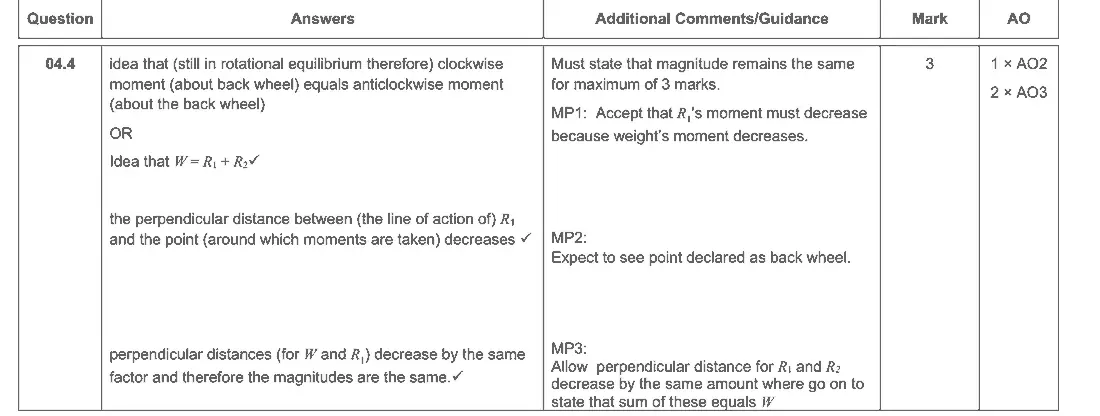 Question Answers Additional Comments/Guidance Mark AO
04.4
idea that (still in rotational equilibrium therefore) clockwise
moment (about back wheel) equals anticlockwise moment
(about the back wheel)
OR
Idea that W = R₁ + R₂✓
the perpendicular distance between (the line of action of) R₁
and the point (around which moments are taken) decreases ✓
perpendicular distances (for W and R₁) decrease by the same
factor and therefore the magnitudes are the same.✓
Must state that magnitude remains the same
for maximum of 3 marks.
MP1: Accept that R₁'s moment must decrease
because weight's moment decreases.
MP2:
Expect to see point declared as back wheel.
MP3:
Allow perpendicular distance for R₁ and R₂
decrease by the same amount where go on to
state that sum of these equals W
3
1 × AO2
2 × AO3